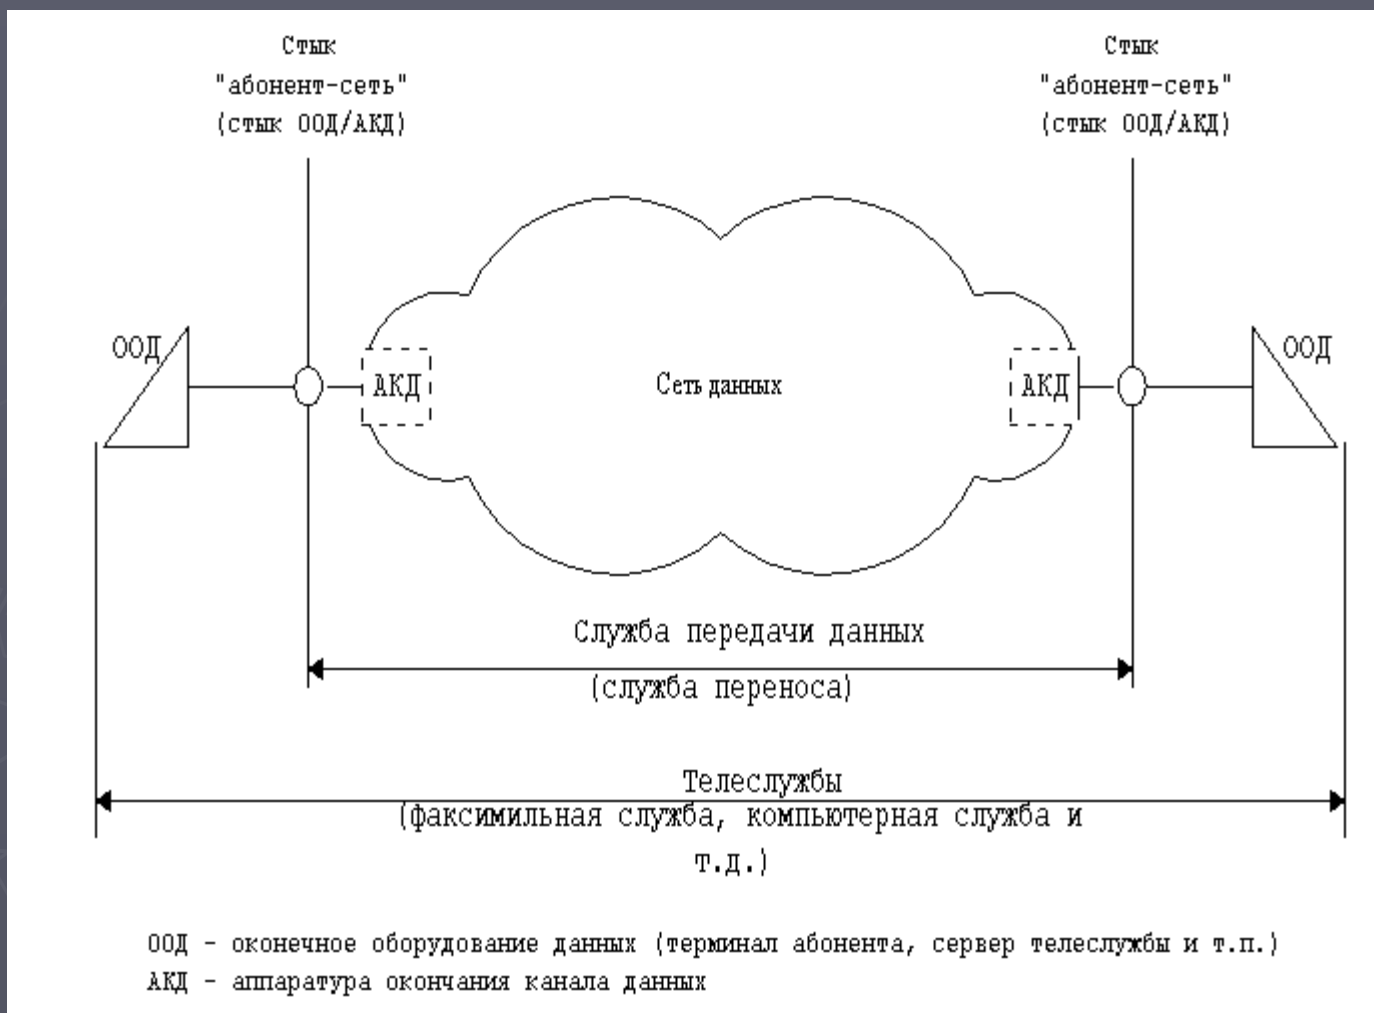 Стык
"абонент-сеть"
(стык ООД/АКД)
Стык
"абонент-сеть"
(стык ООД/АКД)
ООД
АКД
Сеть данных
АКД
ООД
Служба передачи данных
(служба переноса)
Телеслужбы
(факсимильная служба, компьютерная служба и
т.д.)
ООД - оконечное оборудование данных (терминал абонента, сервер телеслужбы и т.п.)
АКД - аппаратура окончания канала данных